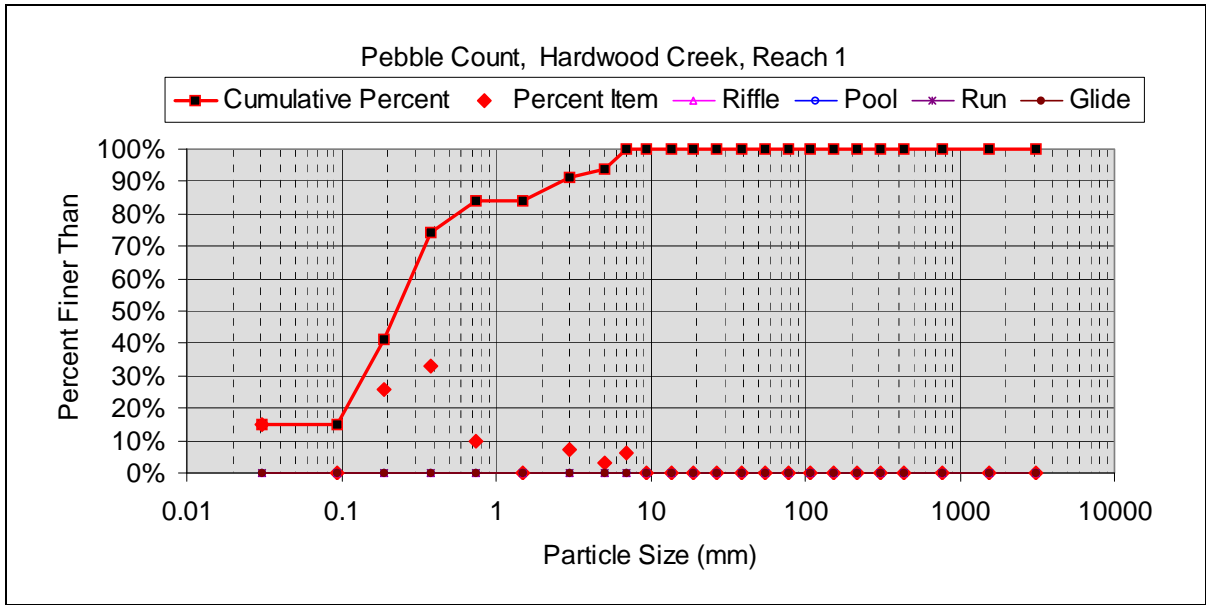 Pebble Count, Hardwood Creek, Reach 1
Cumulative Percent Percent Item Riffle Pool Run Glide
100%
90%
80%
70%
60%
50%
40%
30%
20%
10%
0%
Percent Finer Than
0.01 0.1 1 10 100 1000 10000
Particle Size (mm)